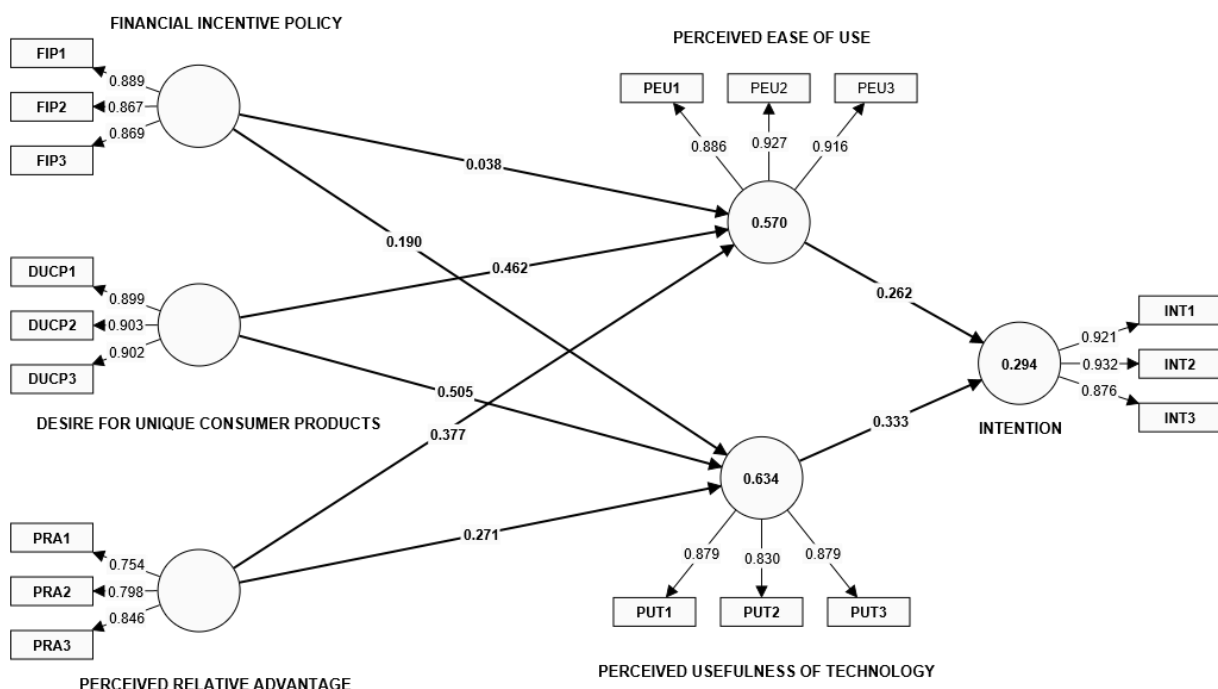 FINANCIAL INCENTIVE POLICY
FIP1
FIP2
FIP3
0.889
0.867
0.869
PERCEIVED EASE OF USE
PEU1
PEU2
PEU3
0.886
0.927
0.916
0.038
0.190
0.570
0.462
DUCP1
DUCP2
DUCP3
0.899
0.903
0.902
DESIRE FOR UNIQUE CONSUMER PRODUCTS
0.262
0.505
0.377
0.294
0.921
0.932
0.876
INT1
INT2
INT3
INTENTION
0.333
0.634
0.271
PRA1
PRA2
PRA3
0.754
0.798
0.846
PERCEIVED RELATIVE ADVANTAGE
0.879
0.830
0.879
PUT1
PUT2
PUT3
PERCEIVED USEFULNESS OF TECHNOLOGY